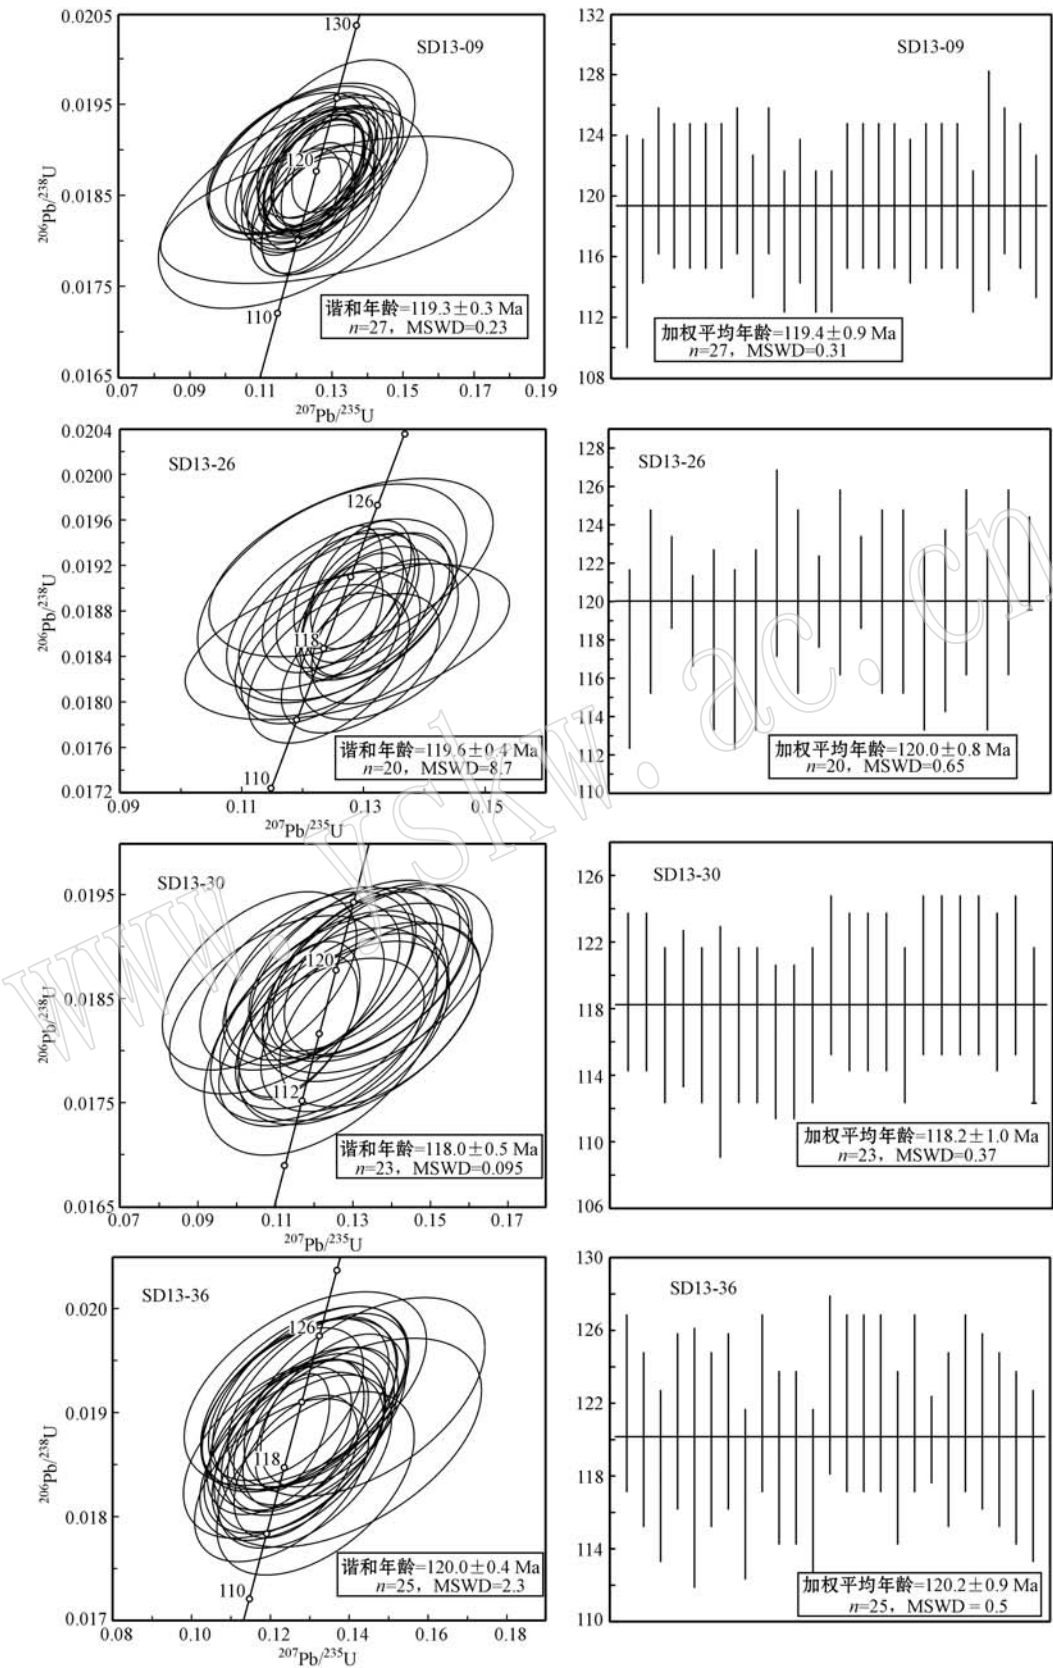 0.0205
130
SD13-09
0.0195
120
0.0185
0.0175
110
0.0165
谐和年龄=119.3±0.3 Ma
n=27，MSWD=0.23
0.07 0.09 0.11 0.13 0.15 0.17 0.19
²⁰⁶Pb/²³⁸U
²⁰⁷Pb/²³⁵U
132
SD13-09
128
124
120
116
112
108
加权平均年龄=119.4±0.9 Ma
n=27，MSWD=0.31
0.0204
SD13-26
0.0200
126
0.0196
0.0192
0.0188
118
0.0184
0.0180
0.0176
110
0.0172
谐和年龄=119.6±0.4 Ma
n=20，MSWD=8.7
0.09 0.11 0.13 0.15
²⁰⁶Pb/²³⁸U
²⁰⁷Pb/²³⁵U
128
SD13-26
126
124
122
120
118
116
114
112
110
加权平均年龄=120.0±0.8 Ma
n=20，MSWD=0.65
SD13-30
0.0195
120
0.0185
112
0.0175
0.0165
谐和年龄=118.0±0.5 Ma
n=23，MSWD=0.095
0.07 0.09 0.11 0.13 0.15 0.17
²⁰⁶Pb/²³⁸U
²⁰⁷Pb/²³⁵U
SD13-30
126
122
118
114
110
106
加权平均年龄=118.2±1.0 Ma
n=23，MSWD=0.37
SD13-36
0.020
126
0.019
118
0.018
110
0.017
谐和年龄=120.0±0.4 Ma
n=25，MSWD=2.3
0.08 0.10 0.12 0.14 0.16 0.18
²⁰⁶Pb/²³⁸U
²⁰⁷Pb/²³⁵U
130
SD13-36
126
122
118
114
110
加权平均年龄=120.2±0.9 Ma
n=25，MSWD = 0.5
www.yskw.ac.cn